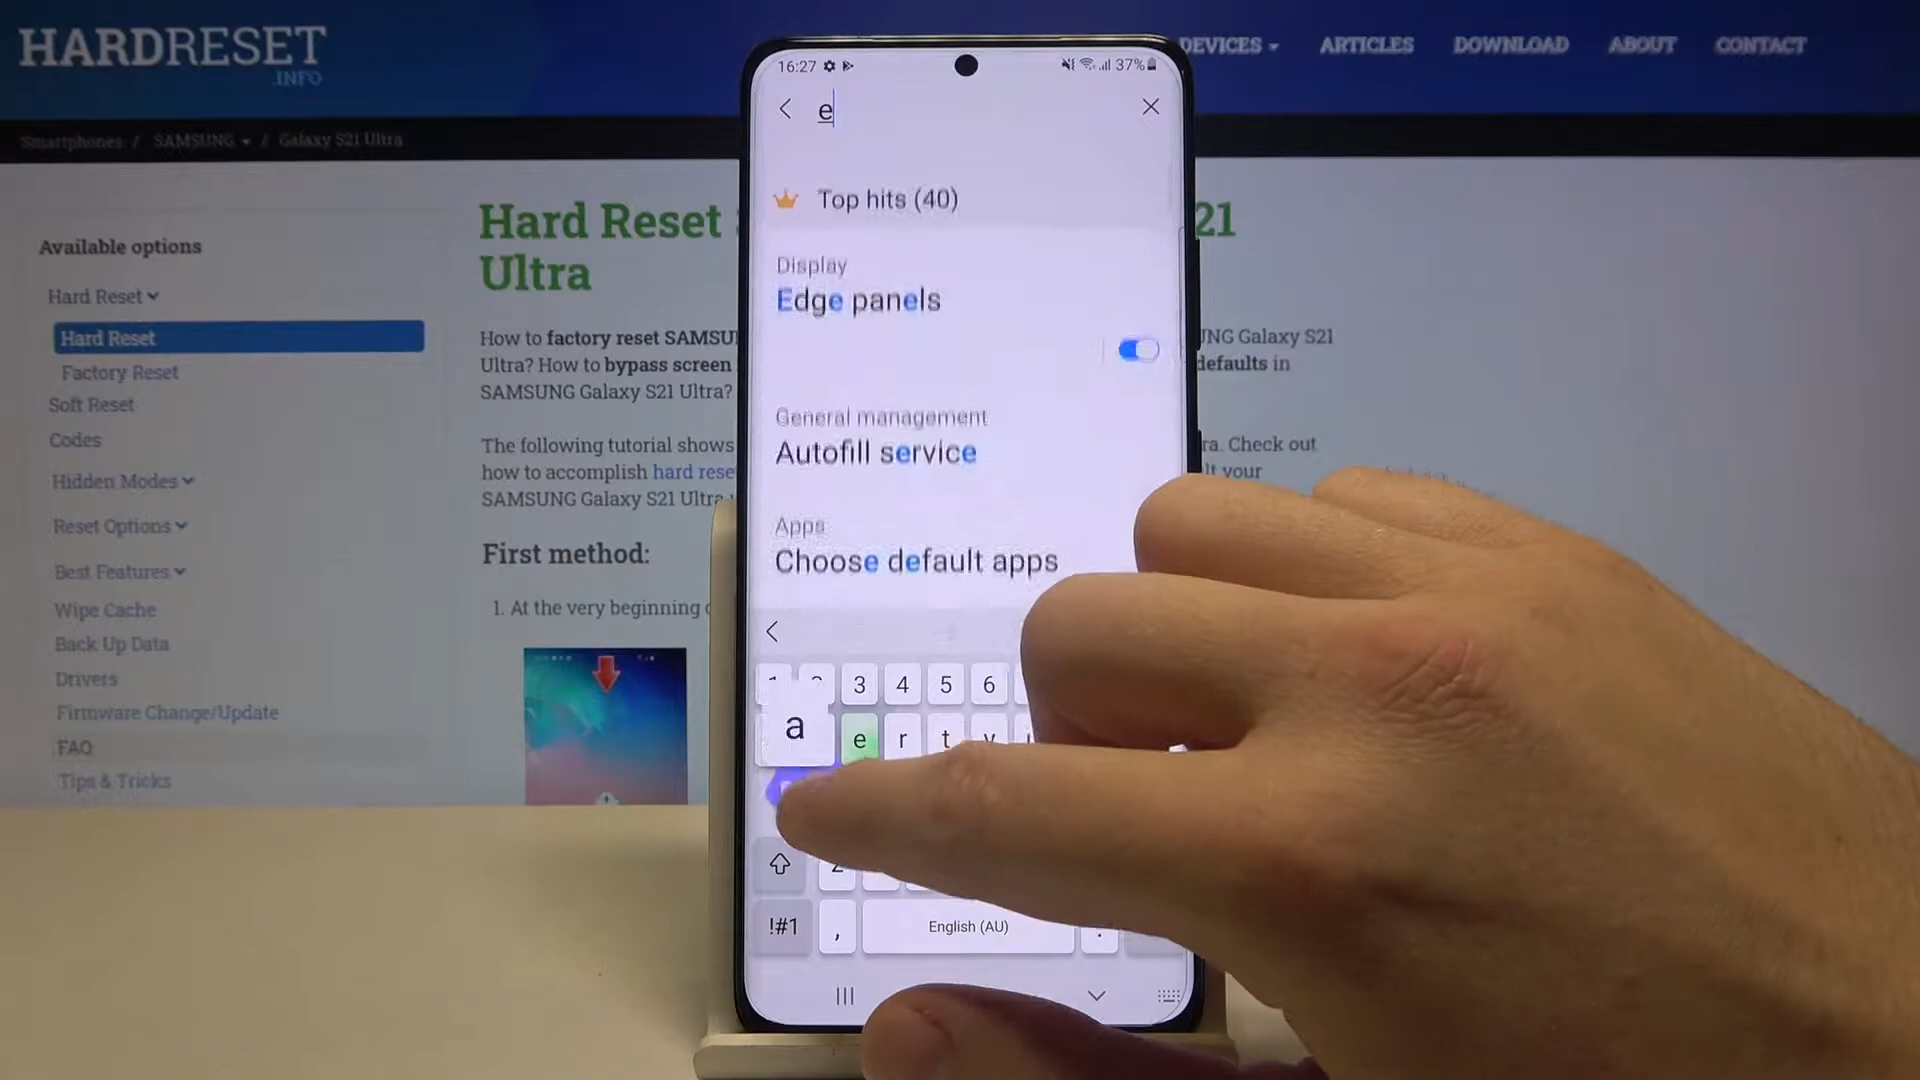 HARDRESET
.INFO
DEVICES
ARTICLES
DOWNLOAD
ABOUT
CONTACT
Smartphones / SAMSUNG / Galaxy S21 Ultra
Available options
Hard Reset
Hard Reset
Factory Reset
Soft Reset
Codes
Hidden Modes
Reset Options
Best Features
Wipe Cache
Back Up Data
Drivers
Firmware Change/Update
FAQ
Tips & Tricks
Hard Reset
21
Ultra
How to factory reset SAMSU
Ultra? How to bypass screen
SAMSUNG Galaxy S21 Ultra?
NG Galaxy S21
defaults in
The following tutorial shows
how to accomplish hard rese
SAMSUNG Galaxy S21 Ultra
ra. Check out
lt your
First method:
1. At the very beginning
16:27
37%
e
Top hits (40)
Display
Edge panels
General management
Autofill service
Apps
Choose default apps
3 4 5 6
a
e r t
!#1 , English (AU) .